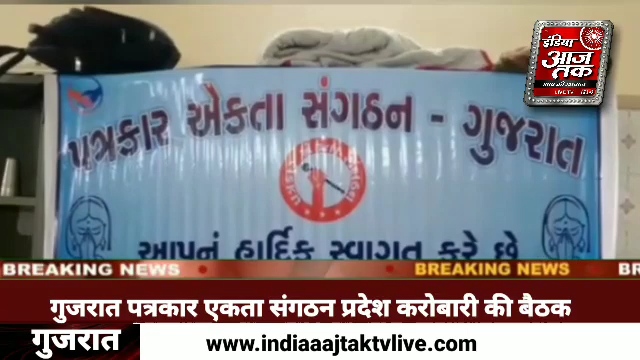 इंडिया
आज
तक
પત્રકાર એકતા સંગઠન - ગુજરાત
આપનું હાર્દિક સ્વાગત કરે છે
BREAKING NEWS BREAKING NEWS
गुजरात पत्रकार एकता संगठन प्रदेश करोबारी की बैठक
गुजरात www.indiaaajtaktvlive.com